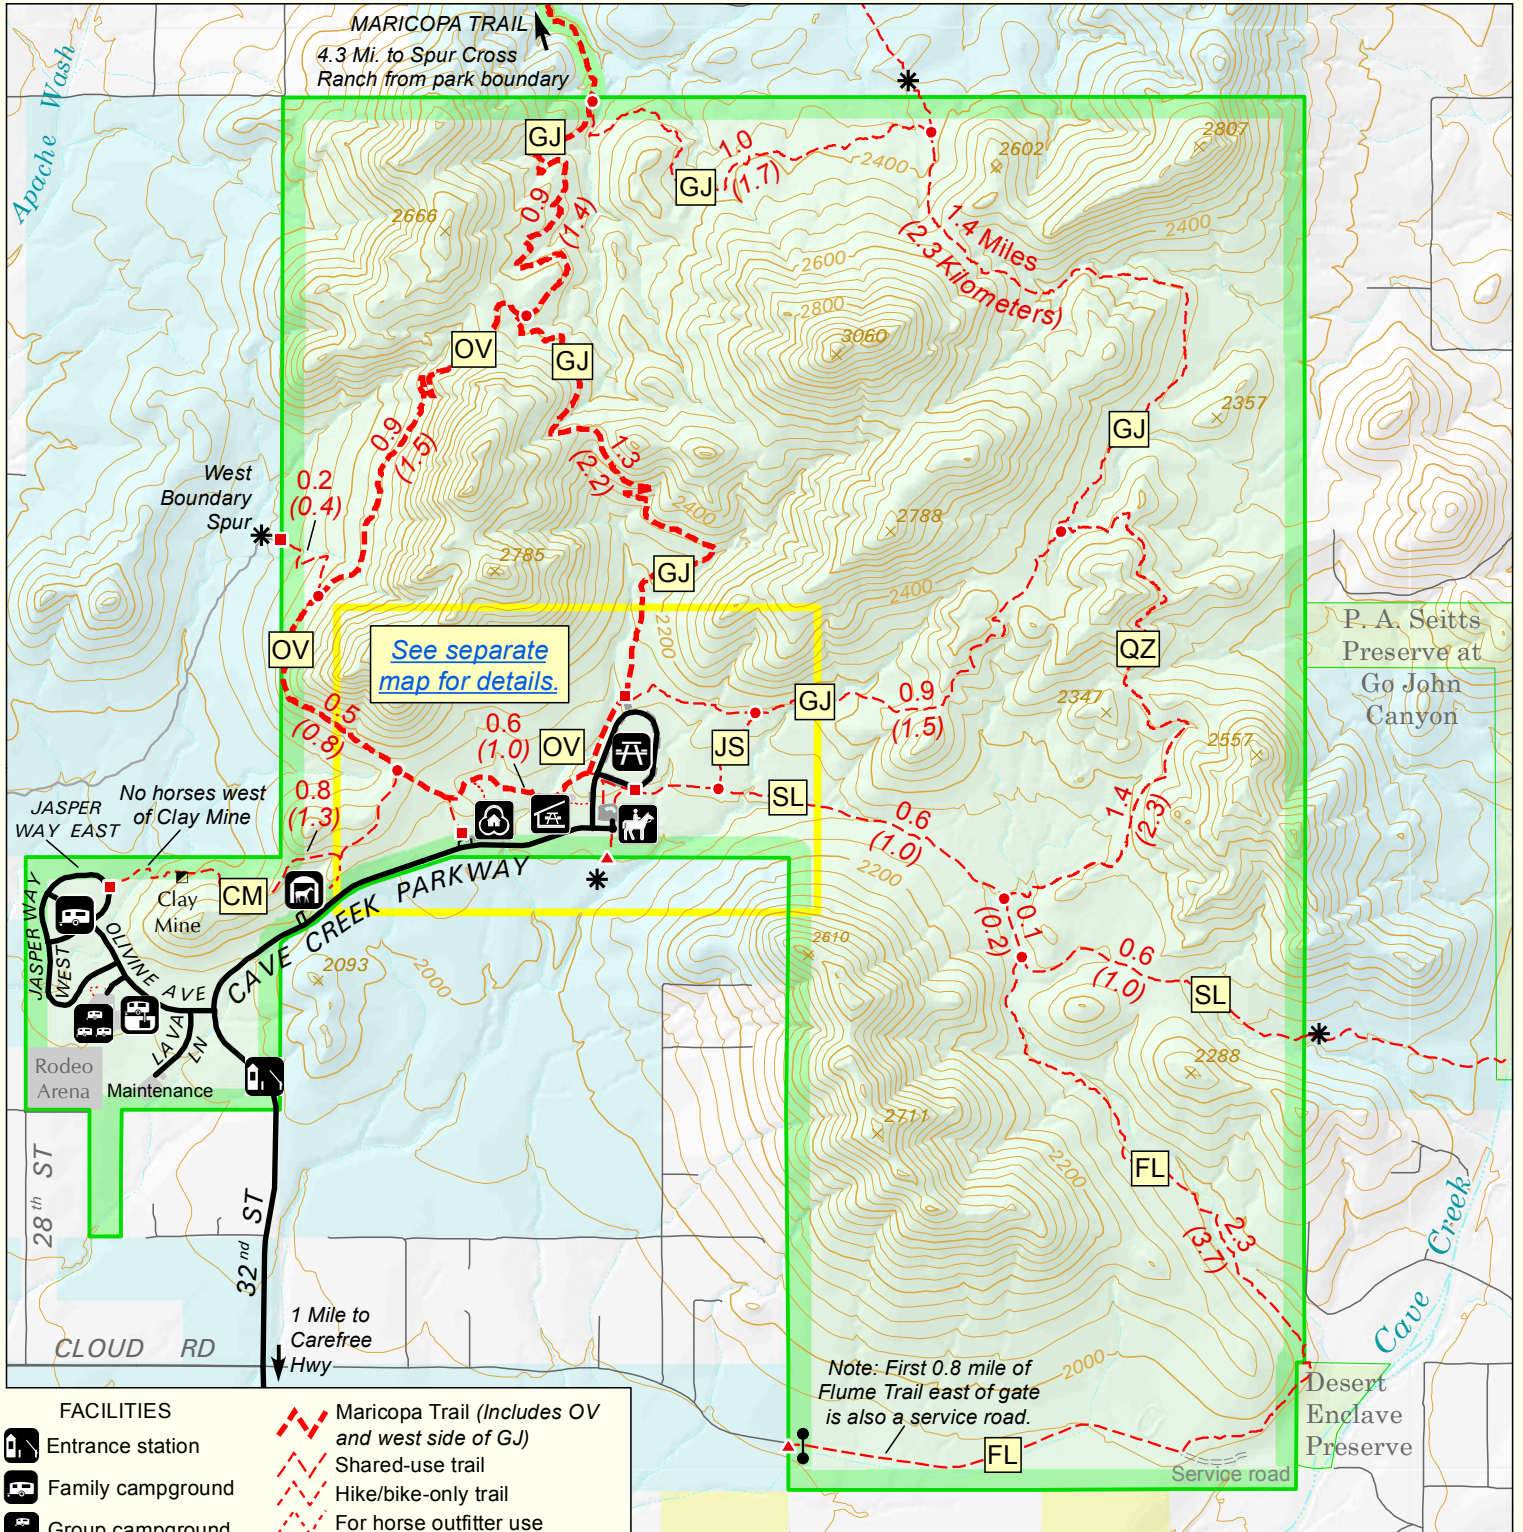 MARICOPA TRAIL
4.3 Mi. to Spur Cross
Ranch from park boundary
Apache Wash
GJ
1.0
(1.7)
GJ
2602
2807
2400
2666
0.9
(1.4)
2400
1.4 Miles
(2.3 Kilometers)
2600
2800
3060
OV
GJ
2357
GJ
0.9
(1.5)
1.3
(2.2)
West
Boundary
Spur
0.2
(0.4)
2400
2788
2785
GJ
2400
P. A. Seitts
Preserve at
Go John
Canyon
OV
See separate
map for details.
2200
QZ
GJ
0.9
(1.5)
2347
0.5
(0.8)
0.6
(1.0)
OV
JS
2557
No horses west
of Clay Mine
JASPER
WAY EAST
0.8
(1.3)
SL
0.6
(1.0)
1.4
(2.3)
CAVE CREEK PARKWAY
2200
CM
Clay
Mine
JASPER WAY
WEST
OLIVINE AVE
0.1
(0.2)
2610
0.6
(1.0)
SL
2093
2000
LAVA
LN
Rodeo
Arena
Maintenance
2288
2711
2200
FL
28th ST
32nd ST
2.3
(3.7)
Cave Creek
1 Mile to
Carefree
Hwy
CLOUD RD
2000
Note: First 0.8 mile of
Flume Trail east of gate
is also a service road.
Desert
Enclave
Preserve
FL
Service road
FACILITIES
Entrance station
Family campground
Group campground
Maricopa Trail (Includes OV
and west side of GJ)
Shared-use trail
Hike/bike-only trail
For horse outfitter use